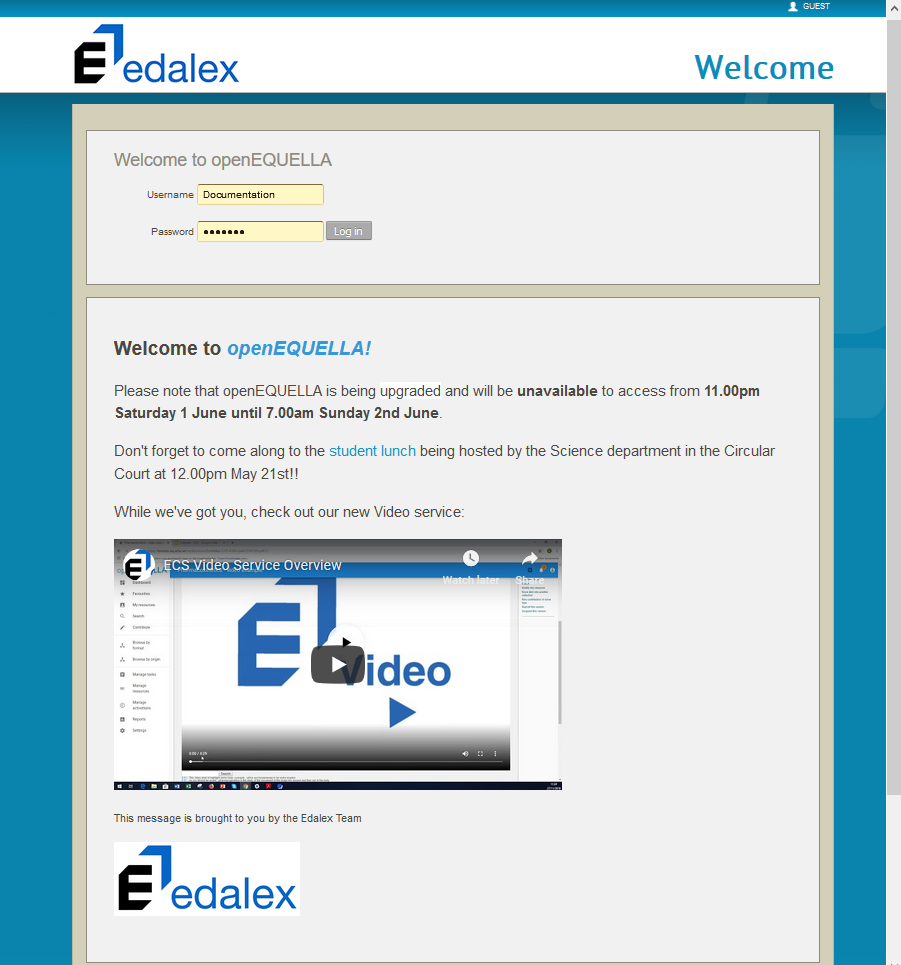 GUEST
edalex
Welcome
Welcome to openEQUELLA
Username Documentation
Password ●●●●●●● Log in
Welcome to openEQUELLA!
Please note that openEQUELLA is being upgraded and will be unavailable to access from 11.00pm
Saturday 1 June until 7.00am Sunday 2nd June.
Don't forget to come along to the student lunch being hosted by the Science department in the Circular
Court at 12.00pm May 21st!!
While we've got you, check out our new Video service:
ECS Video Service Overview
Watch later
Share
Dashboard
Favourites
My resources
Search
Contribute
Browse by
format
Browse by origin
Manage tasks
Manage
resources
Manage
activations
Reports
Settings
Video
This message is brought to you by the Edalex Team
edalex